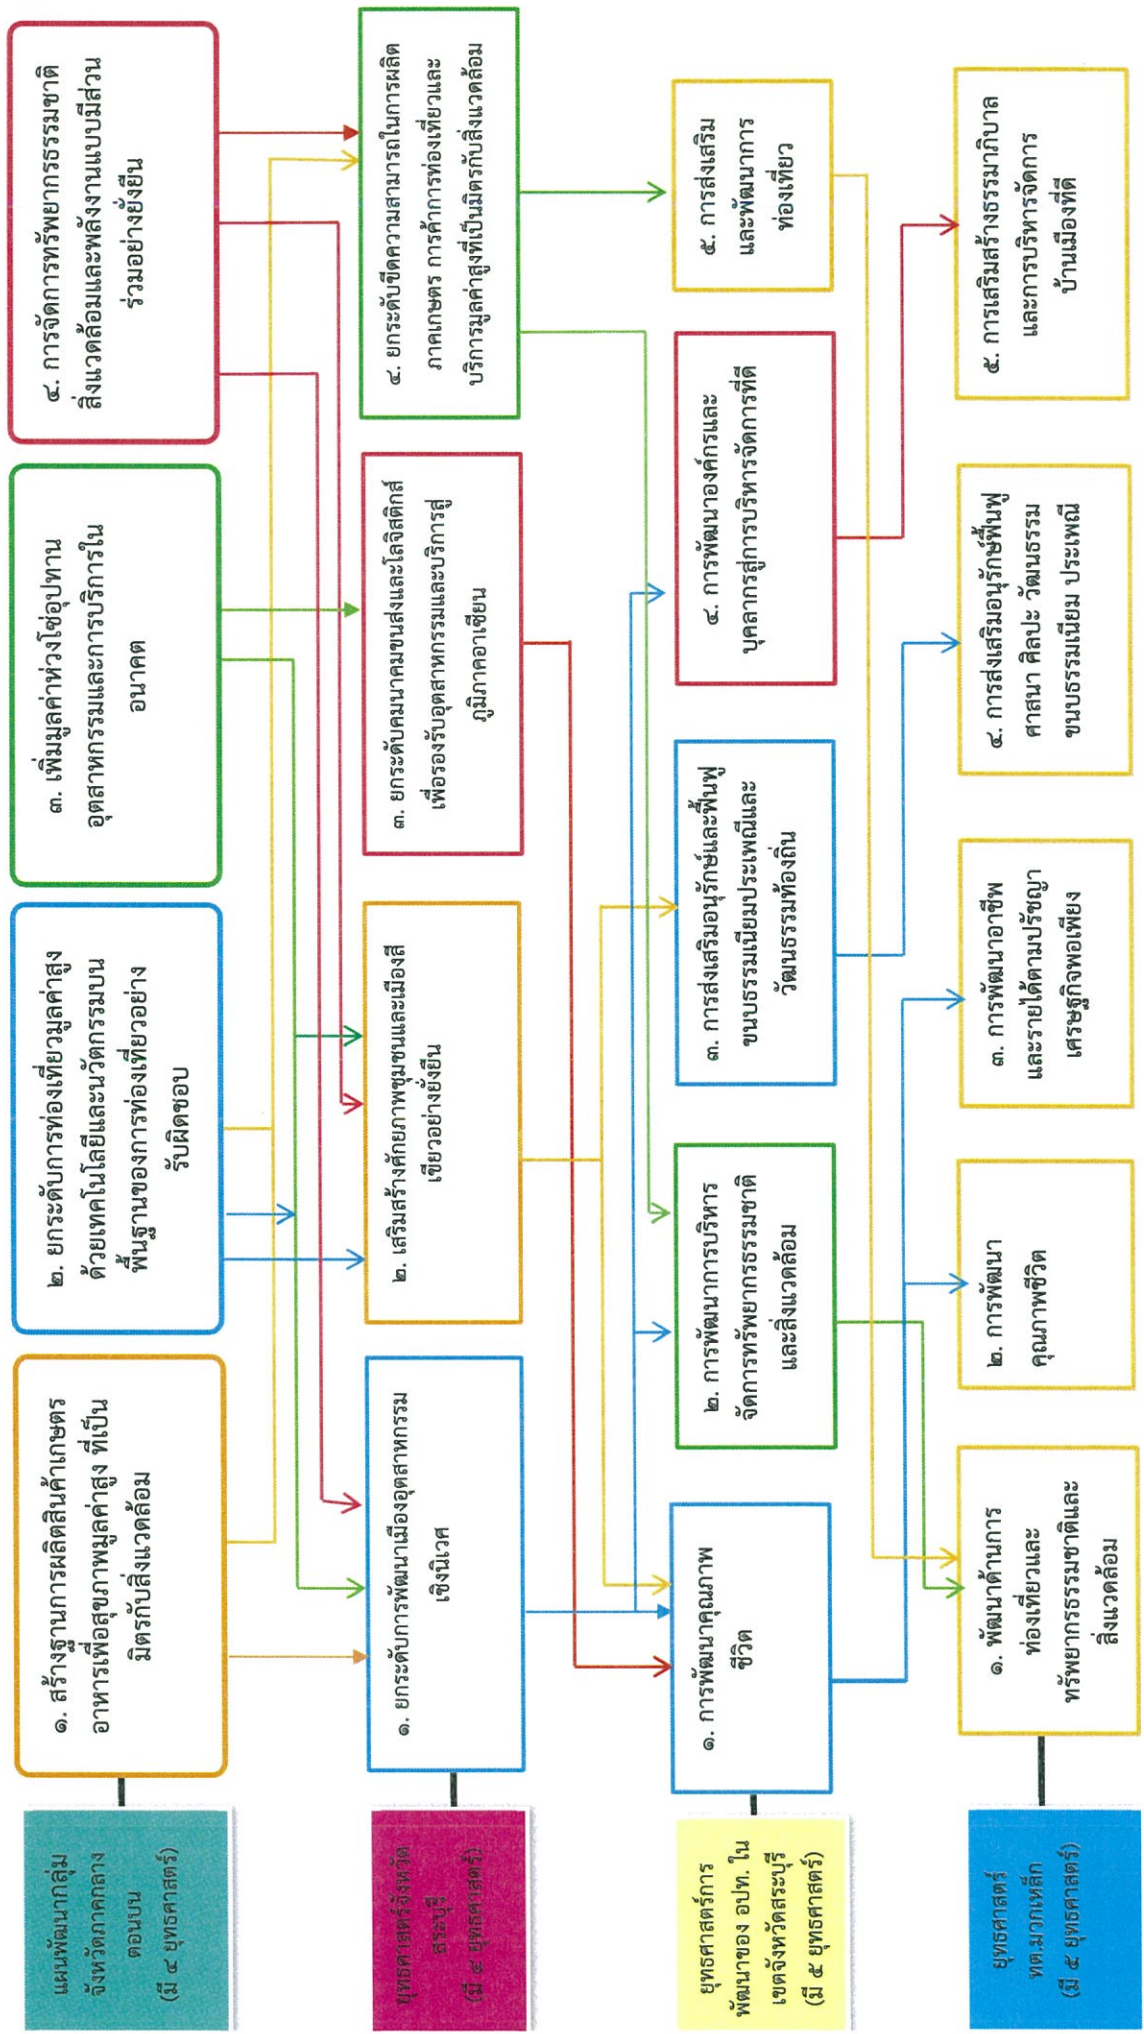 แผนพัฒนากลุ่ม
จังหวัดภาคกลาง
ตอนบน
(มี ๔ ยุทธศาสตร์)
๑. สร้างฐานการผลิตสินค้าเกษตร
อาหารเพื่อสุขภาพมูลค่าสูง ที่เป็น
มิตรกับสิ่งแวดล้อม
๒. ยกระดับการท่องเที่ยวมูลค่าสูง
ด้วยเทคโนโลยีและนวัตกรรมบน
พื้นฐานของการท่องเที่ยวอย่าง
รับผิดชอบ
๓. เพิ่มมูลค่าห่วงโซ่อุปทาน
อุตสาหกรรมและการบริการใน
อนาคต
๔. การจัดการทรัพยากรธรรมชาติ
สิ่งแวดล้อมและพลังงานแบบมีส่วน
ร่วมอย่างยั่งยืน
ยุทธศาสตร์จังหวัด
สระบุรี
(มี ๔ ยุทธศาสตร์)
๑. ยกระดับการพัฒนาเมืองอุตสาหกรรม
เชิงนิเวศ
๒. เสริมสร้างศักยภาพชุมชนและเมืองสี
เขียวอย่างยั่งยืน
๓. ยกระดับคมนาคมขนส่งและโลจิสติกส์
เพื่อรองรับอุตสาหกรรมและบริการสู่
ภูมิภาคอาเซียน
๔. ยกระดับขีดความสามารถในการผลิต
ภาคเกษตร การค้าการท่องเที่ยวและ
บริการมูลค่าสูงที่เป็นมิตรกับสิ่งแวดล้อม
ยุทธศาสตร์การ
พัฒนาของ อปท. ใน
เขตจังหวัดสระบุรี
(มี ๕ ยุทธศาสตร์)
๑. การพัฒนาคุณภาพ
ชีวิต
๒. การพัฒนาการบริหาร
จัดการทรัพยากรธรรมชาติ
และสิ่งแวดล้อม
๓. การส่งเสริมอนุรักษ์และฟื้นฟู
ขนบธรรมเนียมประเพณีและ
วัฒนธรรมท้องถิ่น
๔. การพัฒนาองค์กรและ
บุคลากรสู่การบริหารจัดการที่ดี
๕. การส่งเสริม
และพัฒนาการ
ท่องเที่ยว
ยุทธศาสตร์
ทต.มวกเหล็ก
(มี ๕ ยุทธศาสตร์)
๑. พัฒนาด้านการ
ท่องเที่ยวและ
ทรัพยากรธรรมชาติและ
สิ่งแวดล้อม
๒. การพัฒนา
คุณภาพชีวิต
๓. การพัฒนาอาชีพ
และรายได้ตามปรัชญา
เศรษฐกิจพอเพียง
๔. การส่งเสริมอนุรักษ์ฟื้นฟู
ศาสนา ศิลปะ วัฒนธรรม
ขนบธรรมเนียม ประเพณี
๕. การเสริมสร้างธรรมาภิบาล
และการบริหารจัดการ
บ้านเมืองที่ดี